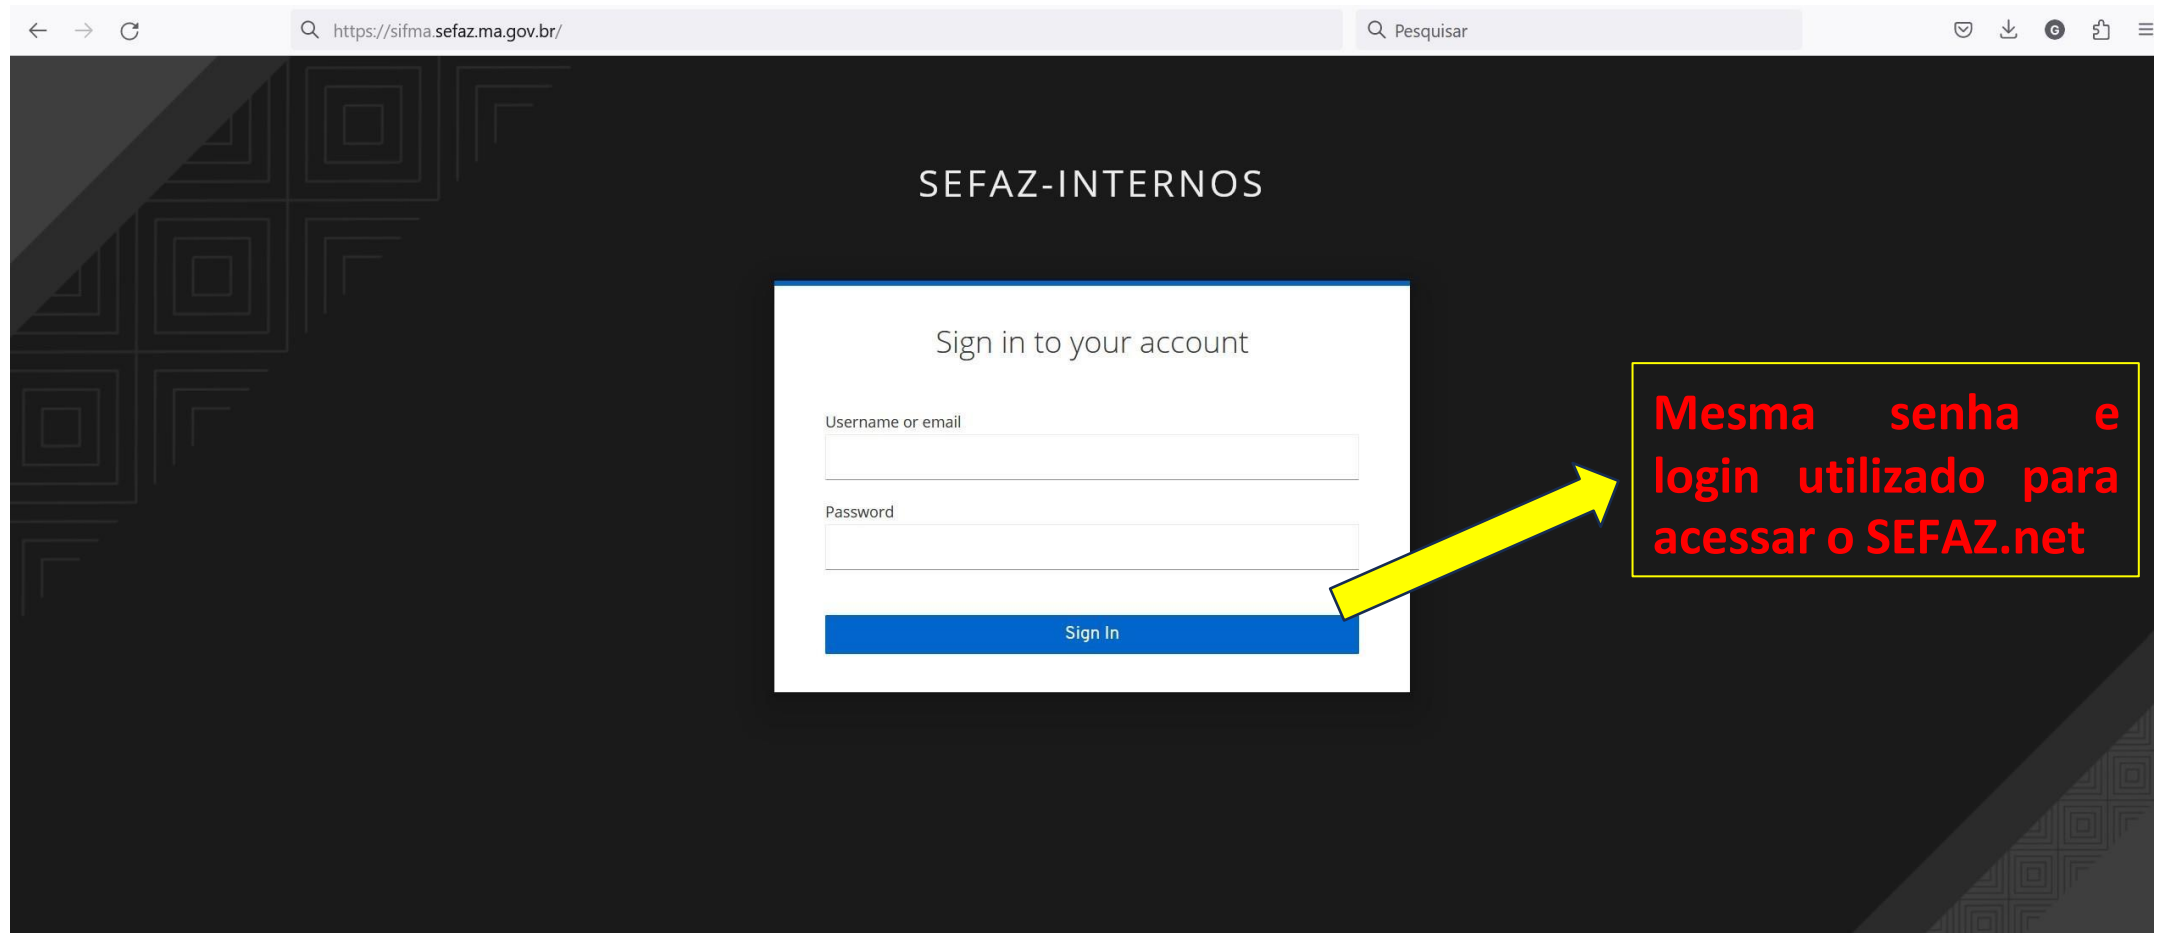 https://sifma.sefaz.ma.gov.br/
Pesquisar
G
SEFAZ-INTERNOS
Sign in to your account
Username or email
Password
Sign In
Mesma senha e
login utilizado para
acessar o SEFAZ.net